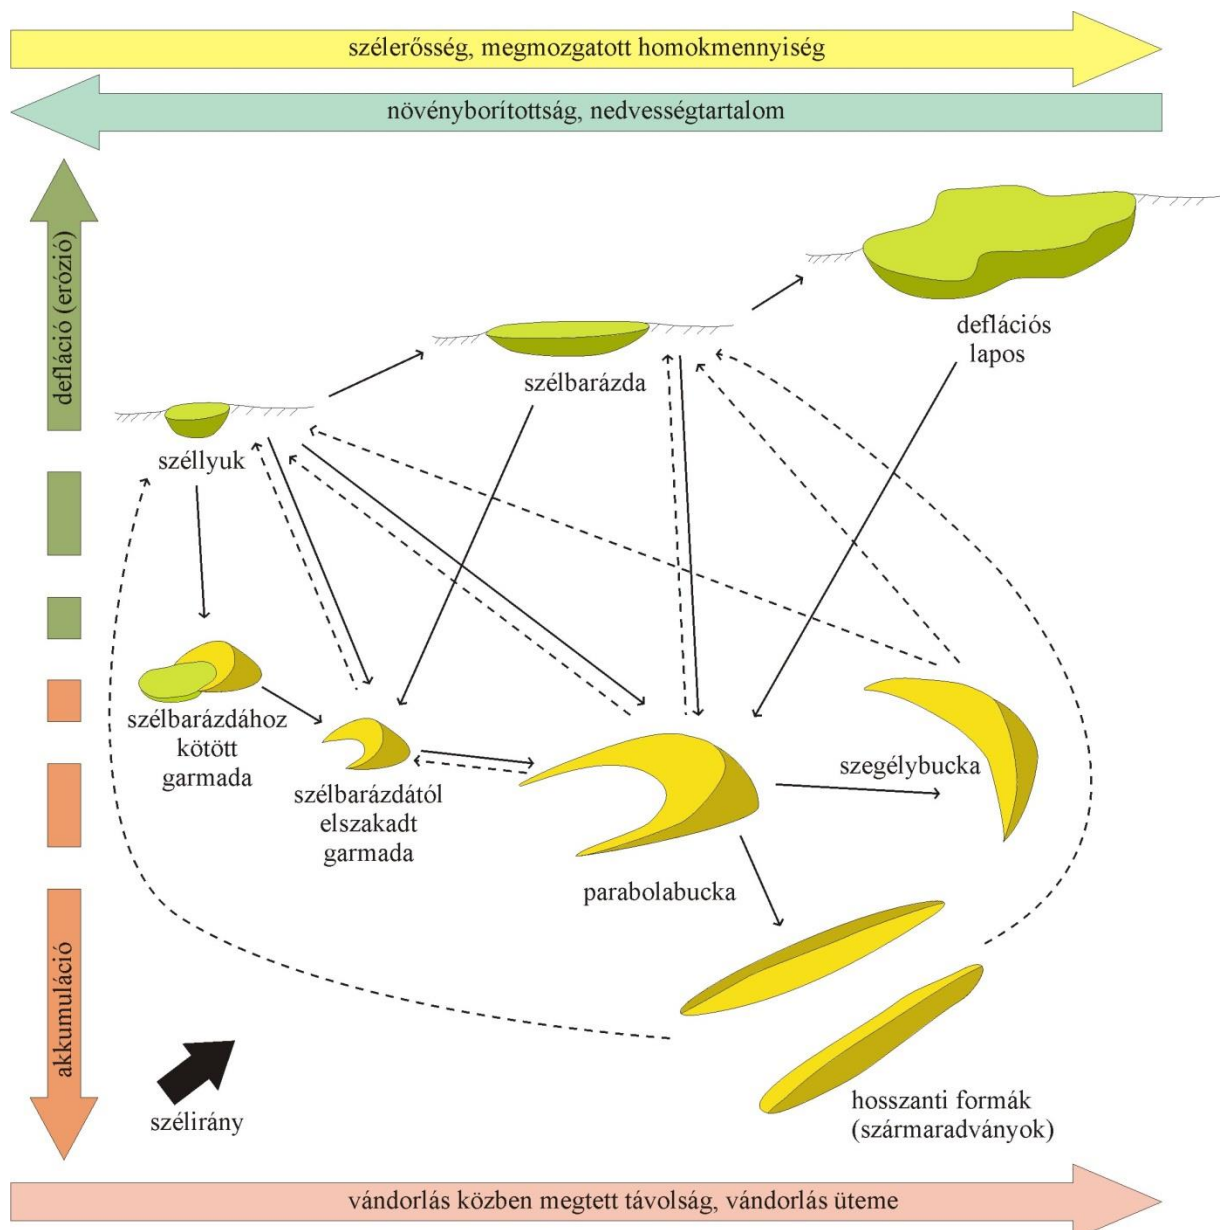 szélerősség, megmozgatott homokmennyiség
növényborítottság, nedvességtartalom
defláció (erózió)
deflációs
lapos
szélbarázda
széllyuk
szélbarázdához
kötött
garmada
szélbarázdától
elszakadt
garmada
szegélybucka
parabolabucka
akkumuláció
hosszanti formák
(szármaradványok)
szélirány
vándorlás közben megtett távolság, vándorlás üteme